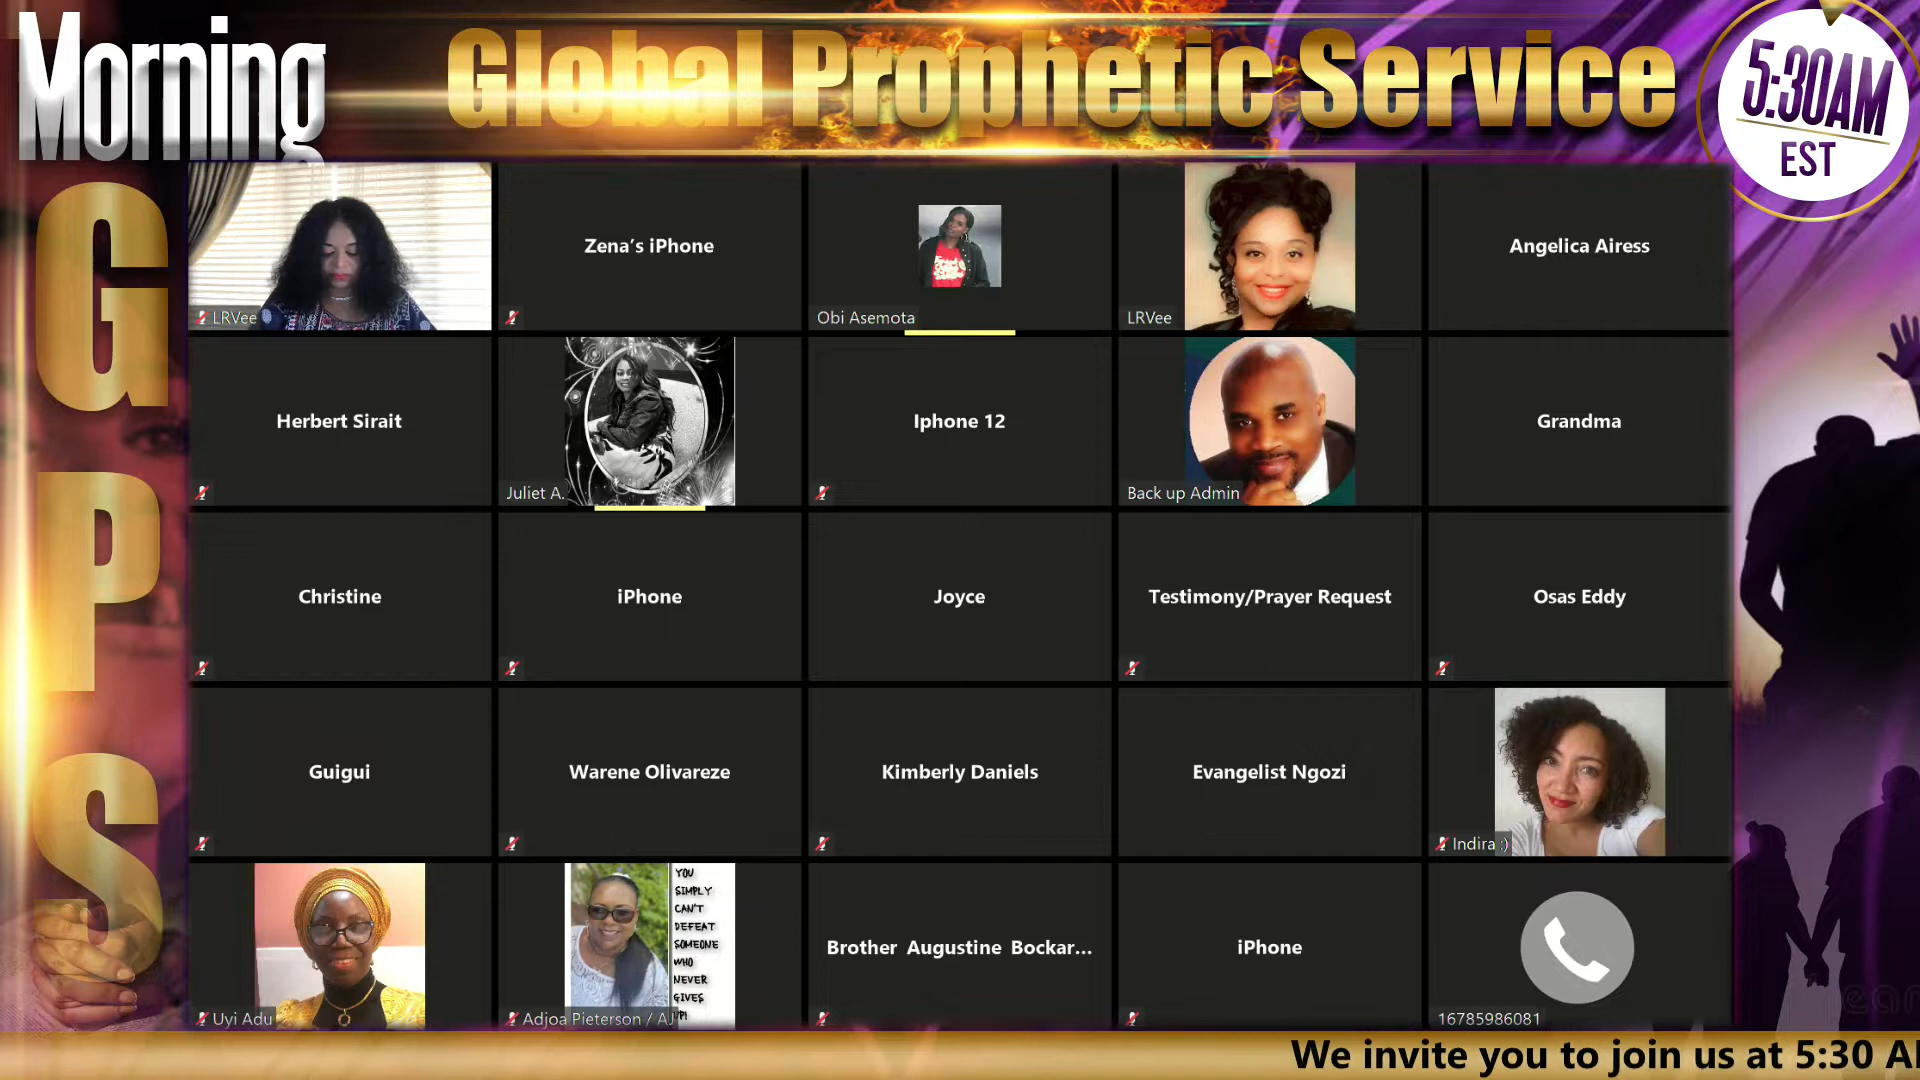 Morning
Global Prophetic Service
5:30AM
EST
GPS
LRVee
Zena's iPhone
Obi Asemota
LRVee
Angelica Airess
Herbert Sirait
Juliet A.
Iphone 12
Back up Admin
Grandma
Christine
iPhone
Joyce
Testimony/Prayer Request
Osas Eddy
Guigui
Warene Olivareze
Kimberly Daniels
Evangelist Ngozi
Indira :)
Uyi Adu
YOU
SIMPLY
CAN'T
DEFEAT
SOMEONE
WHO
NEVER
GIVES
UP!
Adjoa Pieterson / AJ
Brother Augustine Bockar...
iPhone
16785986081
We invite you to join us at 5:30 A